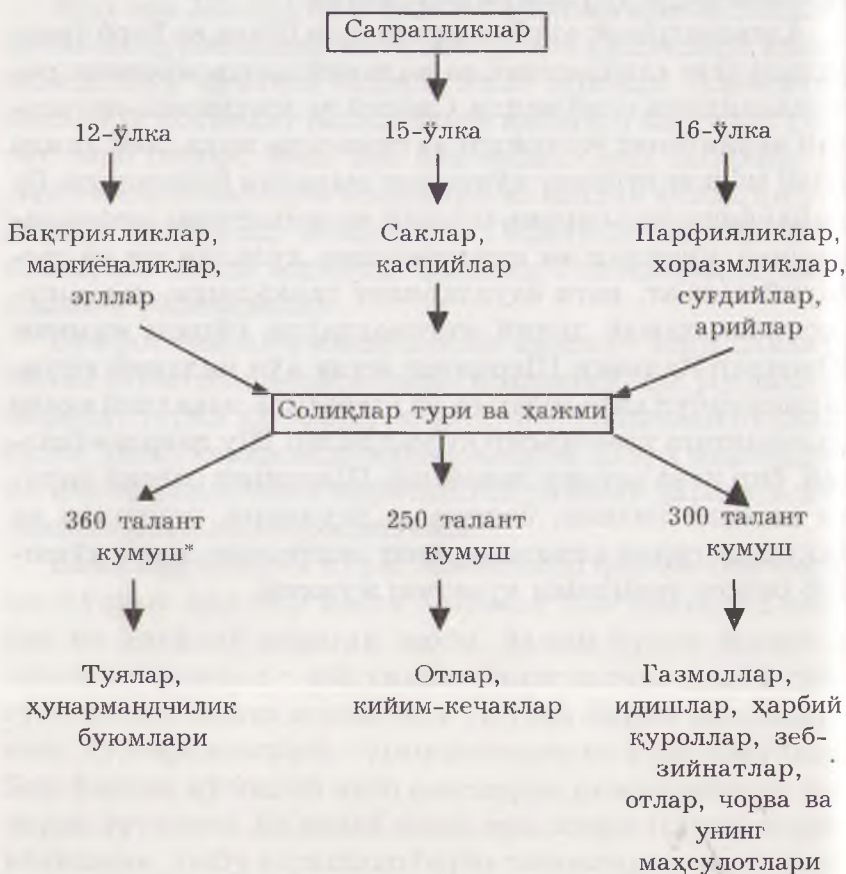 Сатрапликлар
12-ўлка
15-ўлка
16-ўлка
Бақтрияликлар,
марғиёналиклар,
эгллар
Саклар,
каспийлар
Парфияликлар,
хоразмликлар,
суғдийлар,
арийлар
Солиқлар тури ва ҳажми
360 талант
кумуш*
250 талант
кумуш
300 талант
кумуш
Туялар,
ҳунармандчилик
буюмлари
Отлар,
кийим-кечаклар
Газмоллар,
идишлар, ҳарбий
қуроллар, зеб-
зийнатлар,
отлар, чорва ва
унинг
маҳсулотлари